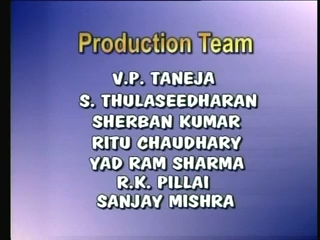 Production Team
V.P. TANEJA
S. THULASEEDHARAN
SHERBAN KUMAR
RITU CHAUDHARY
YAD RAM SHARMA
R.K. PILLAI
SANJAY MISHRA